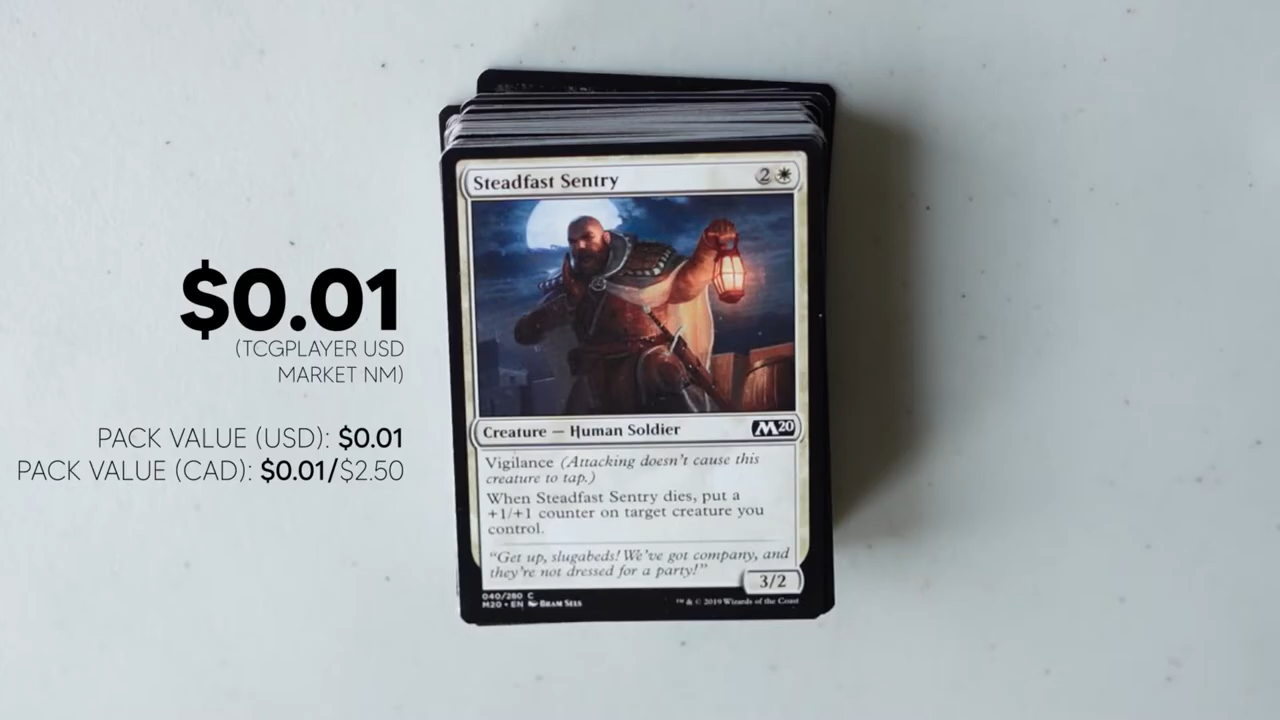 $0.01
(TCGPLAYER USD
MARKET NM)
PACK VALUE (USD): $0.01
PACK VALUE (CAD): $0.01/$2.50
Steadfast Sentry 2
Creature — Human Soldier M20
Vigilance (Attacking doesn't cause this
creature to tap.)
When Steadfast Sentry dies, put a
+1/+1 counter on target creature you
control.
"Get up, slugabeds! We've got company, and
they're not dressed for a party!"
3/2
040/280 C
M20 • EN Bram Sels
™ & © 2019 Wizards of the Coast